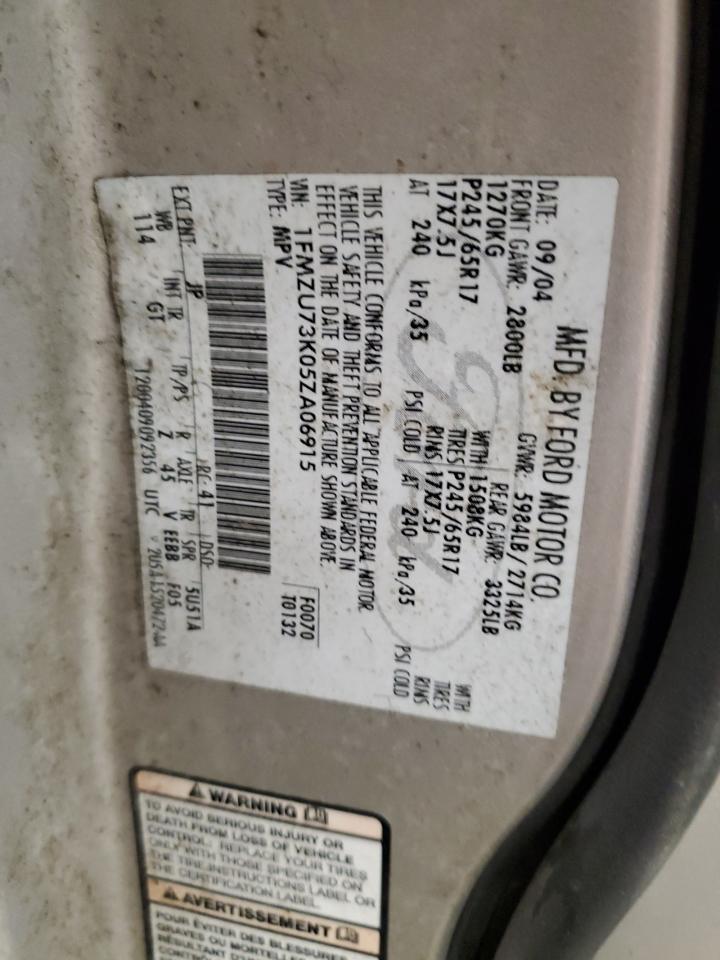 MFD. BY FORD MOTOR CO.
DATE: 09/04 GVWR: 5984LB/2714KG
FRONT GAWR: 2800LB REAR GAWR: 3325LB
1270KG WITH 1508KG WITH
P245/65R17 TIRES P245/65R17 TIRES
17X7.5J RIMS 17X7.5J RIMS
AT 240 kPa/35 PSI COLD AT 240 kPa/35 PSI COLD
THIS VEHICLE CONFORMS TO ALL APPLICABLE FEDERAL MOTOR
VEHICLE SAFETY AND THEFT PREVENTION STANDARDS IN
EFFECT ON THE DATE OF MANUFACTURE SHOWN ABOVE.
VIN: 1FMZU73K05ZA06915 F0070
TYPE: MPV T0132
EXT PNT: JP RC: 41 DSO:
WB INT TR TP/PS R AXLE TR SPR 5U51A
114 GT Z 45 V EEBB F05
UTC
WARNING
TO AVOID SERIOUS INJURY OR
DEATH FROM LOSS OF VEHICLE
CONTROL: REPLACE YOUR TIRES
ONLY WITH THOSE SPECIFIED ON
THE TIRE INSTRUCTIONS LABEL OR
THE CERTIFICATION LABEL
AVERTISSEMENT
POUR ÉVITER DES BLESSURES
GRAVES OU MORTELLES